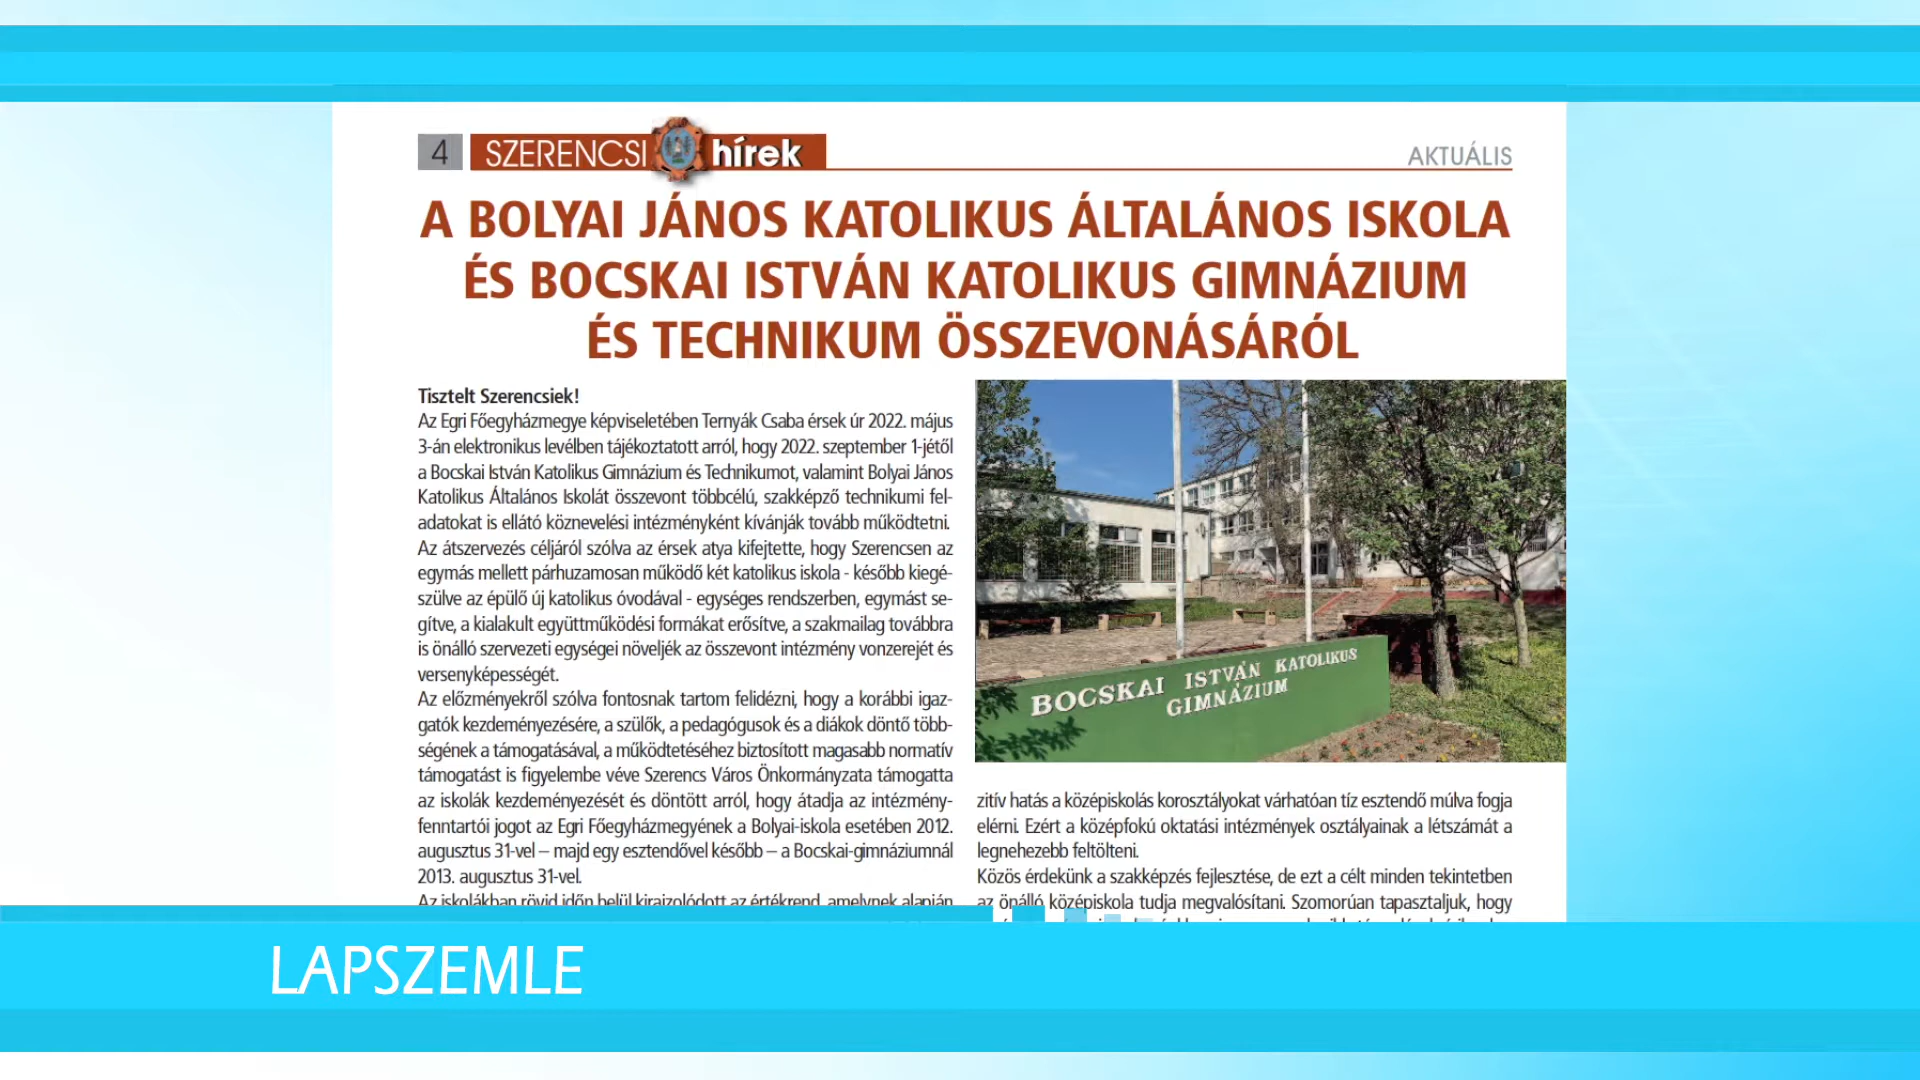 4 SZERENCSI hírek
AKTUÁLIS
A BOLYAI JÁNOS KATOLIKUS ÁLTALÁNOS ISKOLA
ÉS BOCSKAI ISTVÁN KATOLIKUS GIMNÁZIUM
ÉS TECHNIKUM ÖSSZEVONÁSÁRÓL
Tisztelt Szerencsiek!
Az Egri Főegyházmegye képviseletében Ternyák Csaba érsek úr 2022. május
3-án elektronikus levélben tájékoztatott arról, hogy 2022. szeptember 1-jétől
a Bocskai István Katolikus Gimnázium és Technikumot, valamint Bolyai János
Katolikus Általános Iskolát összevont többcélú, szakképző technikumi fel-
adatokat is ellátó köznevelési intézményként kívánják tovább működtetni.
Az átszervezés céljáról szólva az érsek atya kifejtette, hogy Szerencsen az
egymás mellett párhuzamosan működő két katolikus iskola - később kiegé-
szülve az épülő új katolikus óvodával - egységes rendszerben, egymást se-
gítve, a kialakult együttműködési formákat erősítve, a szakmailag továbbra
is önálló szervezeti egységei növeljék az összevont intézmény vonzerejét és
versenyképességét.
Az előzményekről szólva fontosnak tartom felidézni, hogy a korábbi igaz-
gatók kezdeményezésére, a szülők, a pedagógusok és a diákok döntő több-
ségének a támogatásával, a működtetéséhez biztosított magasabb normatív
támogatást is figyelembe véve Szerencs Város Önkormányzata támogatta
az iskolák kezdeményezését és döntött arról, hogy átadja az intézmény-
fenntartói jogot az Egri Főegyházmegyének a Bolyai-iskola esetében 2012.
augusztus 31-vel – majd egy esztendővel később – a Bocskai-gimnáziumnál
2013. augusztus 31-vel.
Az iskolákban rövid időn belül kirajzolódott az értékrend, amelynek alapján
BOCSKAI ISTVÁN KATOLIKUS
GIMNÁZIUM
zitív hatás a középiskolás korosztályokat várhatóan tíz esztendő múlva fogja
elérni. Ezért a középfokú oktatási intézmények osztályainak a létszámát a
legnehezebb feltölteni.
Közös érdekünk a szakképzés fejlesztése, de ezt a célt minden tekintetben
az önálló középiskola tudja megvalósítani. Szomorúan tapasztaljuk, hogy
LAPSZEMLE